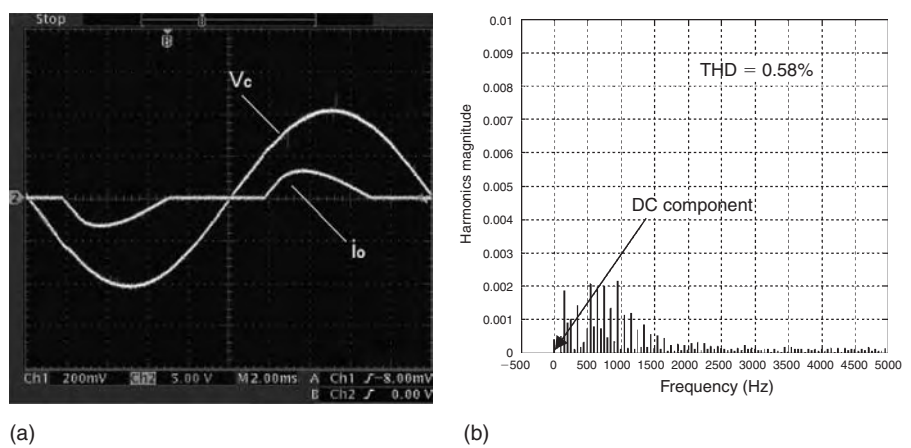 Stop
Vc
io
2
Ch1 200mV Ch2 5.00 V M2.00ms A Ch1 ∫-8.00mV
B Ch2 ∫ 0.00 V
(a)
0.01
0.009
0.008
0.007
0.006
0.005
0.004
0.003
0.002
0.001
0
Harmonics magnitude
THD = 0.58%
DC component
−500 0 500 1000 1500 2000 2500 3000 3500 4000 4500 5000
Frequency (Hz)
(b)